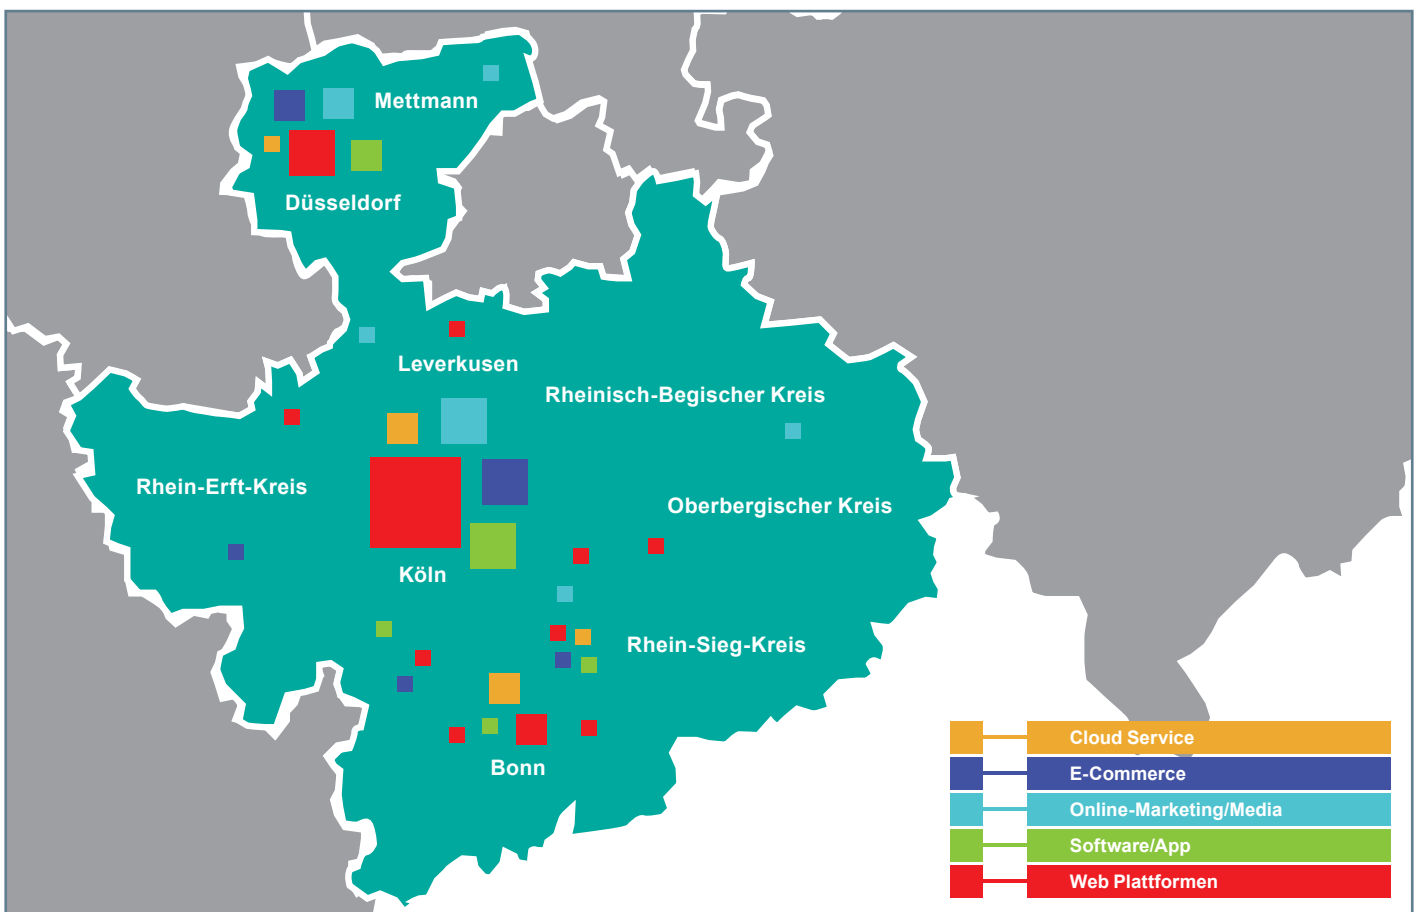 Mettmann
Düsseldorf
Leverkusen
Rheinisch-Begischer Kreis
Rhein-Erft-Kreis
Oberbergischer Kreis
Köln
Rhein-Sieg-Kreis
Bonn
Cloud Service
E-Commerce
Online-Marketing/Media
Software/App
Web Plattformen